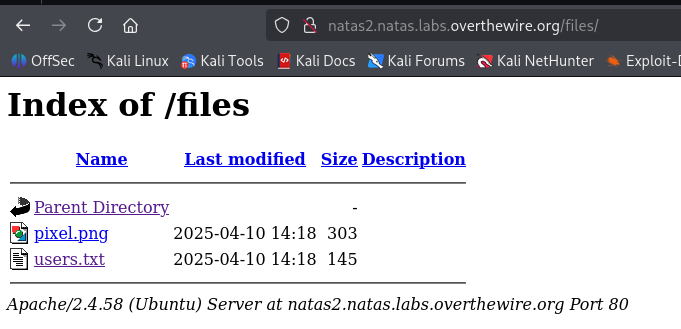 natas2.natas.labs.overthewire.org/files/
OffSec Kali Linux Kali Tools Kali Docs Kali Forums Kali NetHunter Exploit-D
Index of /files
Name Last modified Size Description
Parent Directory -
pixel.png 2025-04-10 14:18 303
users.txt 2025-04-10 14:18 145
Apache/2.4.58 (Ubuntu) Server at natas2.natas.labs.overthewire.org Port 80